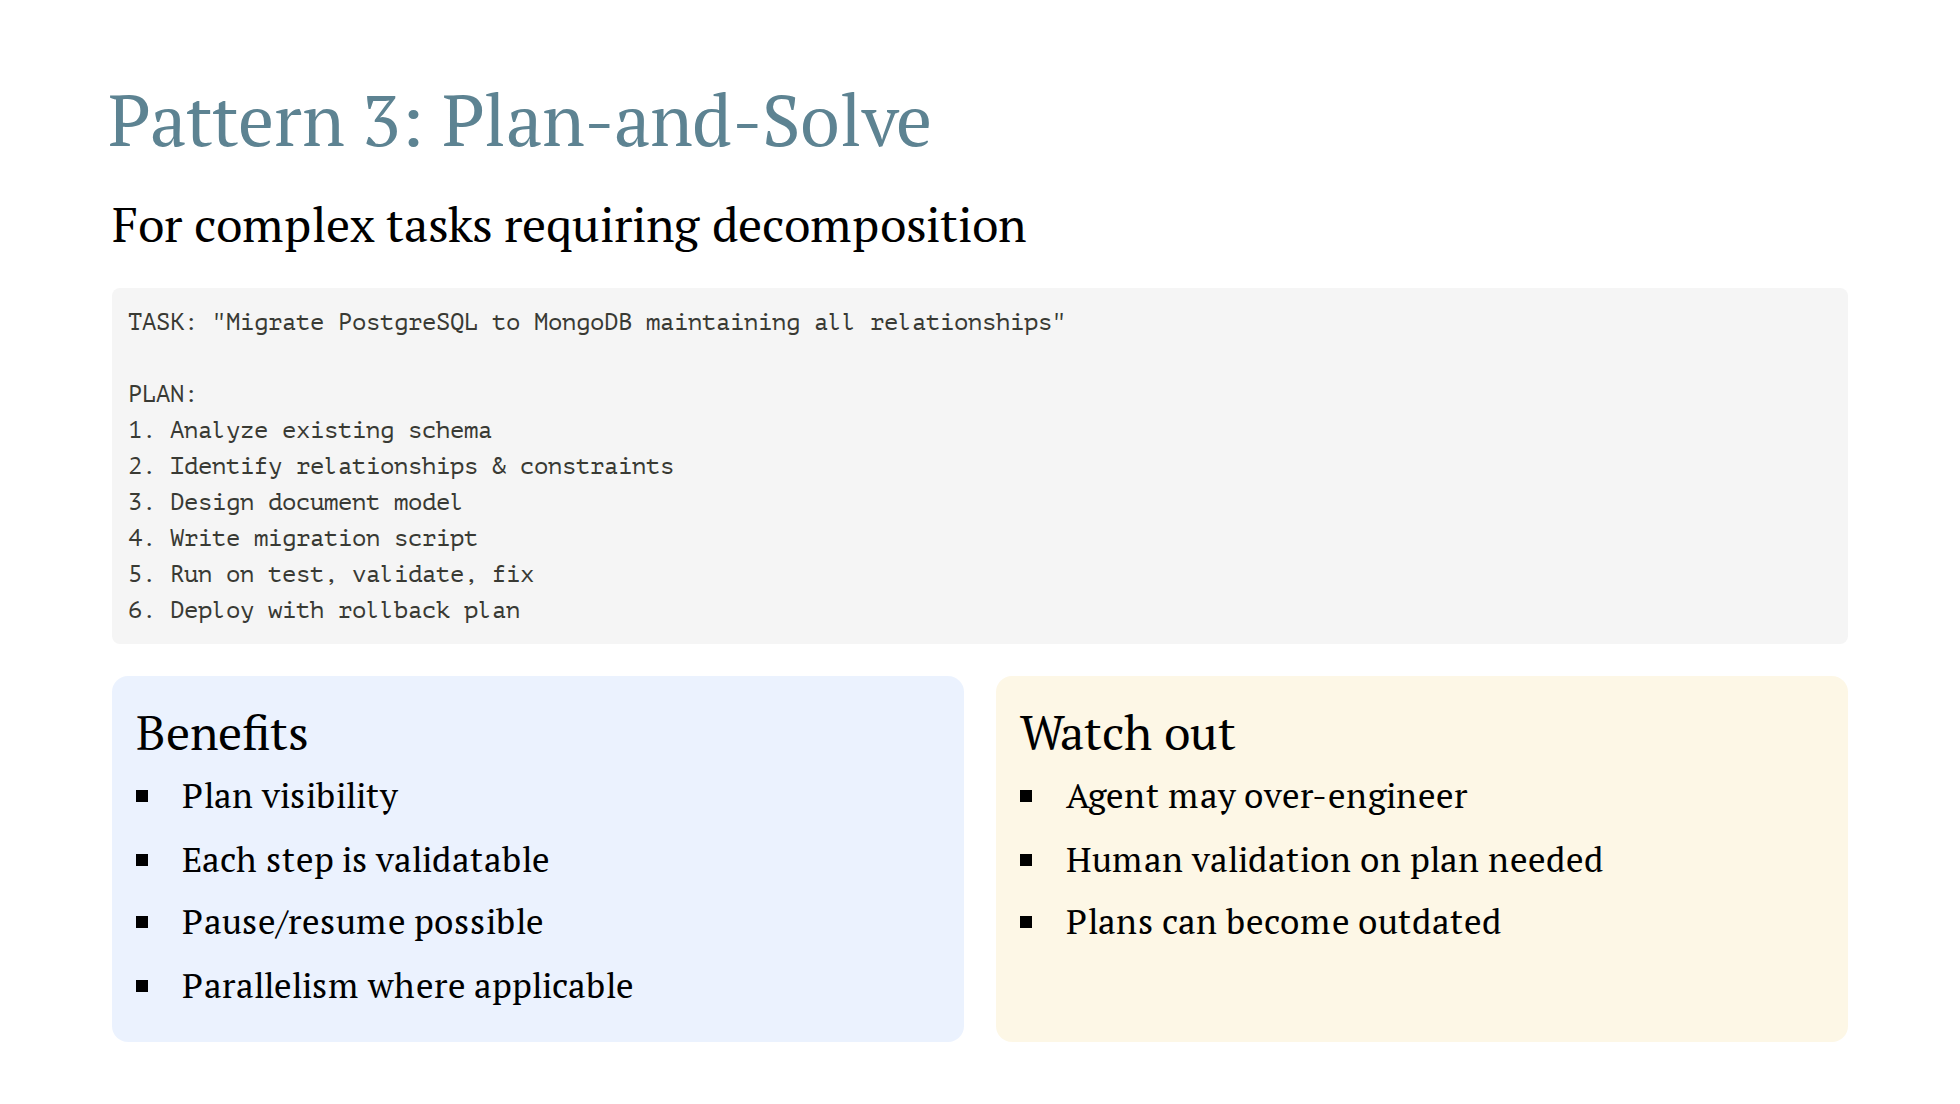 Pattern 3: Plan-and-Solve
For complex tasks requiring decomposition
TASK: "Migrate PostgreSQL to MongoDB maintaining all relationships"
PLAN:
1. Analyze existing schema
2. Identify relationships & constraints
3. Design document model
4. Write migration script
5. Run on test, validate, fix
6. Deploy with rollback plan
Benefits
▪ Plan visibility
▪ Each step is validatable
▪ Pause/resume possible
▪ Parallelism where applicable
Watch out
▪ Agent may over-engineer
▪ Human validation on plan needed
▪ Plans can become outdated